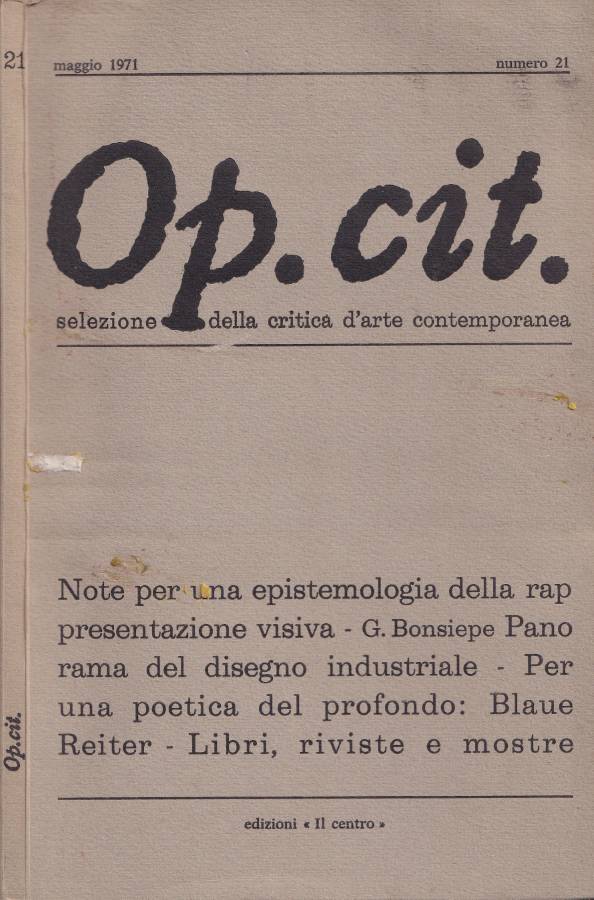 21
maggio 1971
numero 21
Op. cit.
selezione della critica d'arte contemporanea
Note per una epistemologia della rap
presentazione visiva - G. Bonsiepe Pano
rama del disegno industriale - Per
una poetica del profondo: Blaue
Reiter - Libri, riviste e mostre
edizioni « Il centro »
Op.cit.